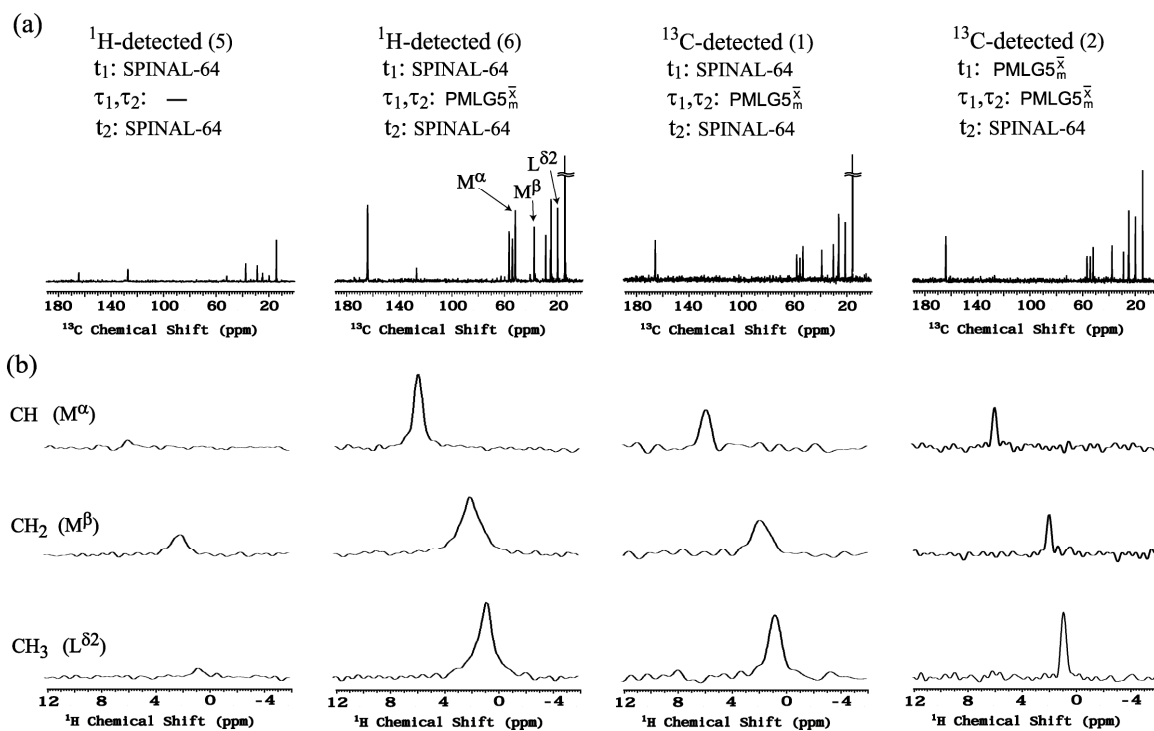 (a)
¹H-detected (5)
t₁: SPINAL-64
τ₁,τ₂: —
t₂: SPINAL-64
¹H-detected (6)
t₁: SPINAL-64
τ₁,τ₂: PMLG5m x̄
t₂: SPINAL-64
¹³C-detected (1)
t₁: SPINAL-64
τ₁,τ₂: PMLG5m x̄
t₂: SPINAL-64
¹³C-detected (2)
t₁: PMLG5m x̄
τ₁,τ₂: PMLG5m x̄
t₂: SPINAL-64
Mα Mβ Lδ2
180 140 100 60 20
¹³C Chemical Shift (ppm)
180 140 100 60 20
¹³C Chemical Shift (ppm)
180 140 100 60 20
¹³C Chemical Shift (ppm)
180 140 100 60 20
¹³C Chemical Shift (ppm)
(b)
CH (Mα)
CH₂ (Mβ)
CH₃ (Lδ2)
12 8 4 0 -4
¹H Chemical Shift (ppm)
12 8 4 0 -4
¹H Chemical Shift (ppm)
12 8 4 0 -4
¹H Chemical Shift (ppm)
12 8 4 0 -4
¹H Chemical Shift (ppm)